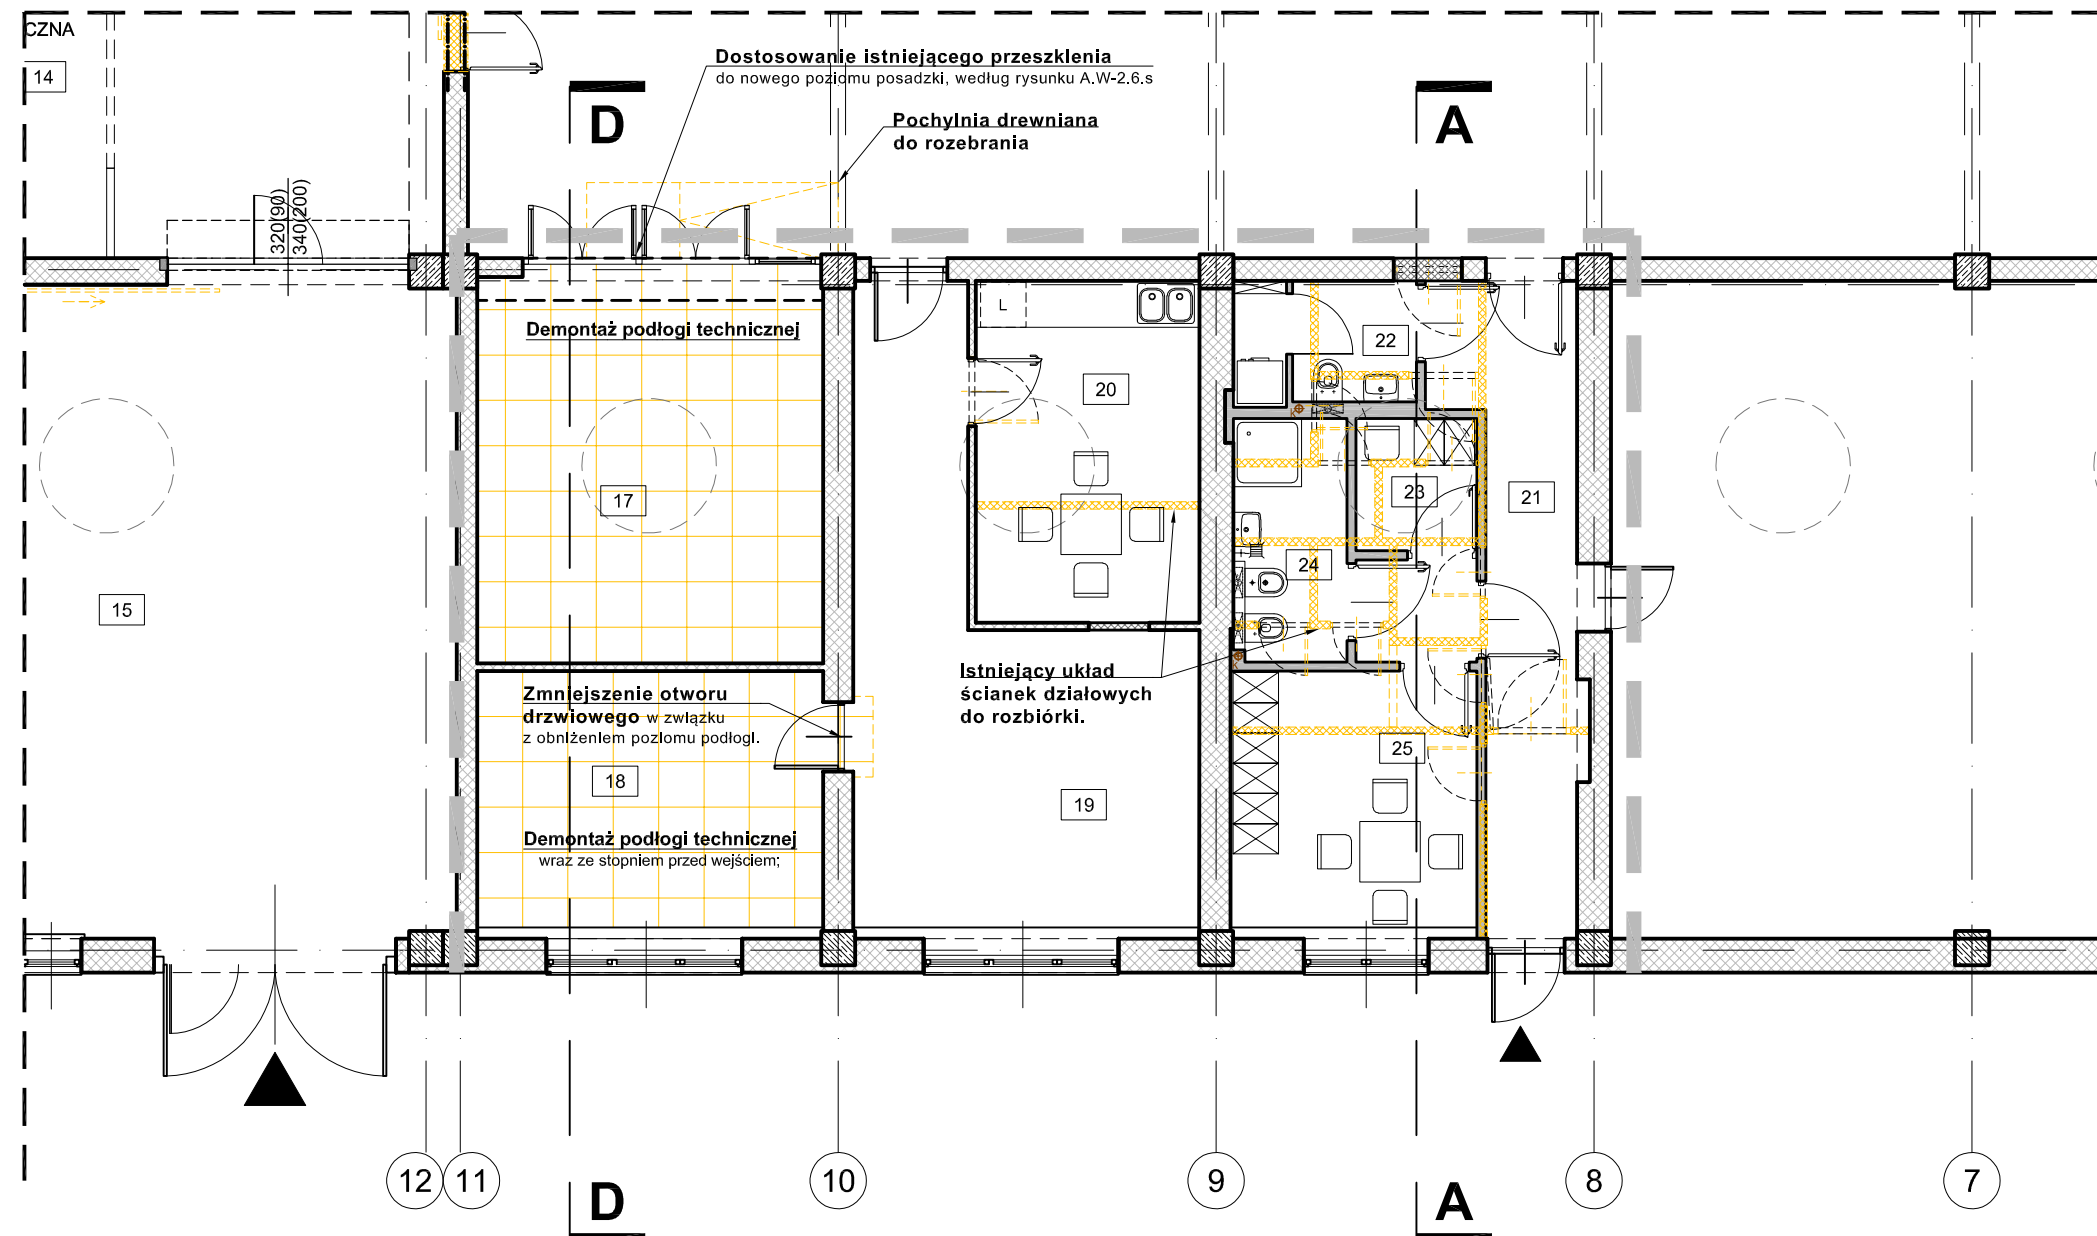 CZNA
14
Dostosowanie istniejącego przeszklenia
do nowego poziomu posadzki, według rysunku A.W-2.6.s
D
A
Pochylnia drewniana
do rozebrania
320(90)
340(200)
Demontaż podłogi technicznej
L
22
20
17
23
21
24
15
Istniejący układ
ścianek działowych
do rozbiórki.
Zmniejszenie otworu
drzwiowego w związku
z obniżeniem poziomu podłogi.
25
18
19
Demontaż podłogi technicznej
wraz ze stopniem przed wejściem;
12
11
10
9
8
7
D
A